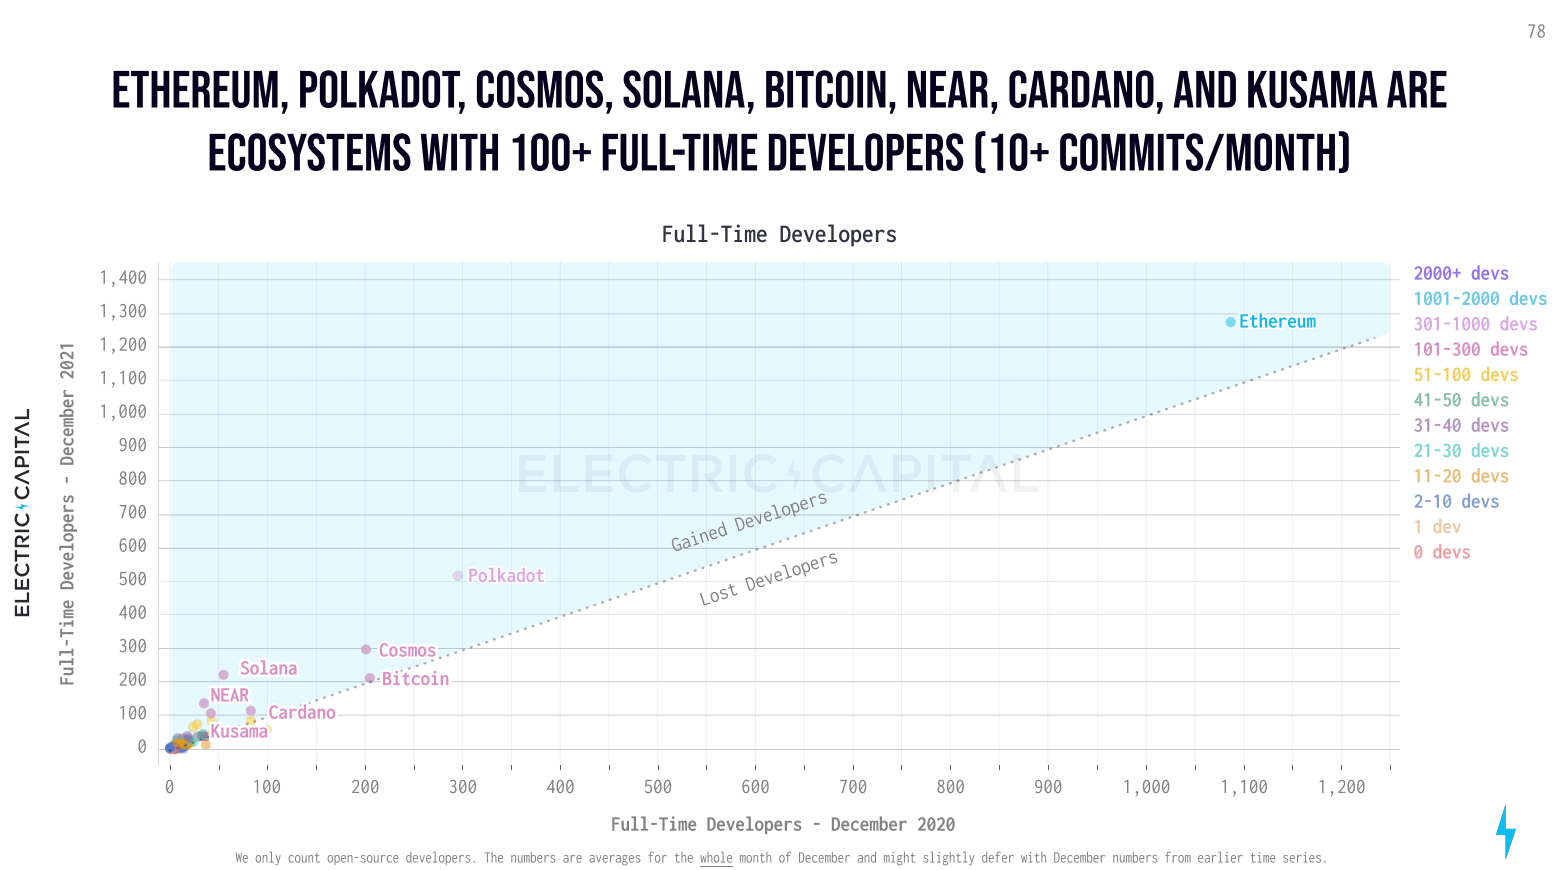 78
ETHEREUM, POLKADOT, COSMOS, SOLANA, BITCOIN, NEAR, CARDANO, AND KUSAMA ARE
ECOSYSTEMS WITH 100+ FULL-TIME DEVELOPERS (10+ COMMITS/MONTH)
Full-Time Developers
1,400
1,300
1,200
1,100
1,000
900
800
700
600
500
400
300
200
100
0
Full-Time Developers - December 2021
ELECTRIC CAPITAL
ELECTRIC CAPITAL
Ethereum
Gained Developers
Lost Developers
Polkadot
Cosmos
Solana
Bitcoin
NEAR
Cardano
Kusama
2000+ devs
1001-2000 devs
301-1000 devs
101-300 devs
51-100 devs
41-50 devs
31-40 devs
21-30 devs
11-20 devs
2-10 devs
1 dev
0 devs
0 100 200 300 400 500 600 700 800 900 1,000 1,100 1,200
Full-Time Developers - December 2020
We only count open-source developers. The numbers are averages for the whole month of December and might slightly defer with December numbers from earlier time series.